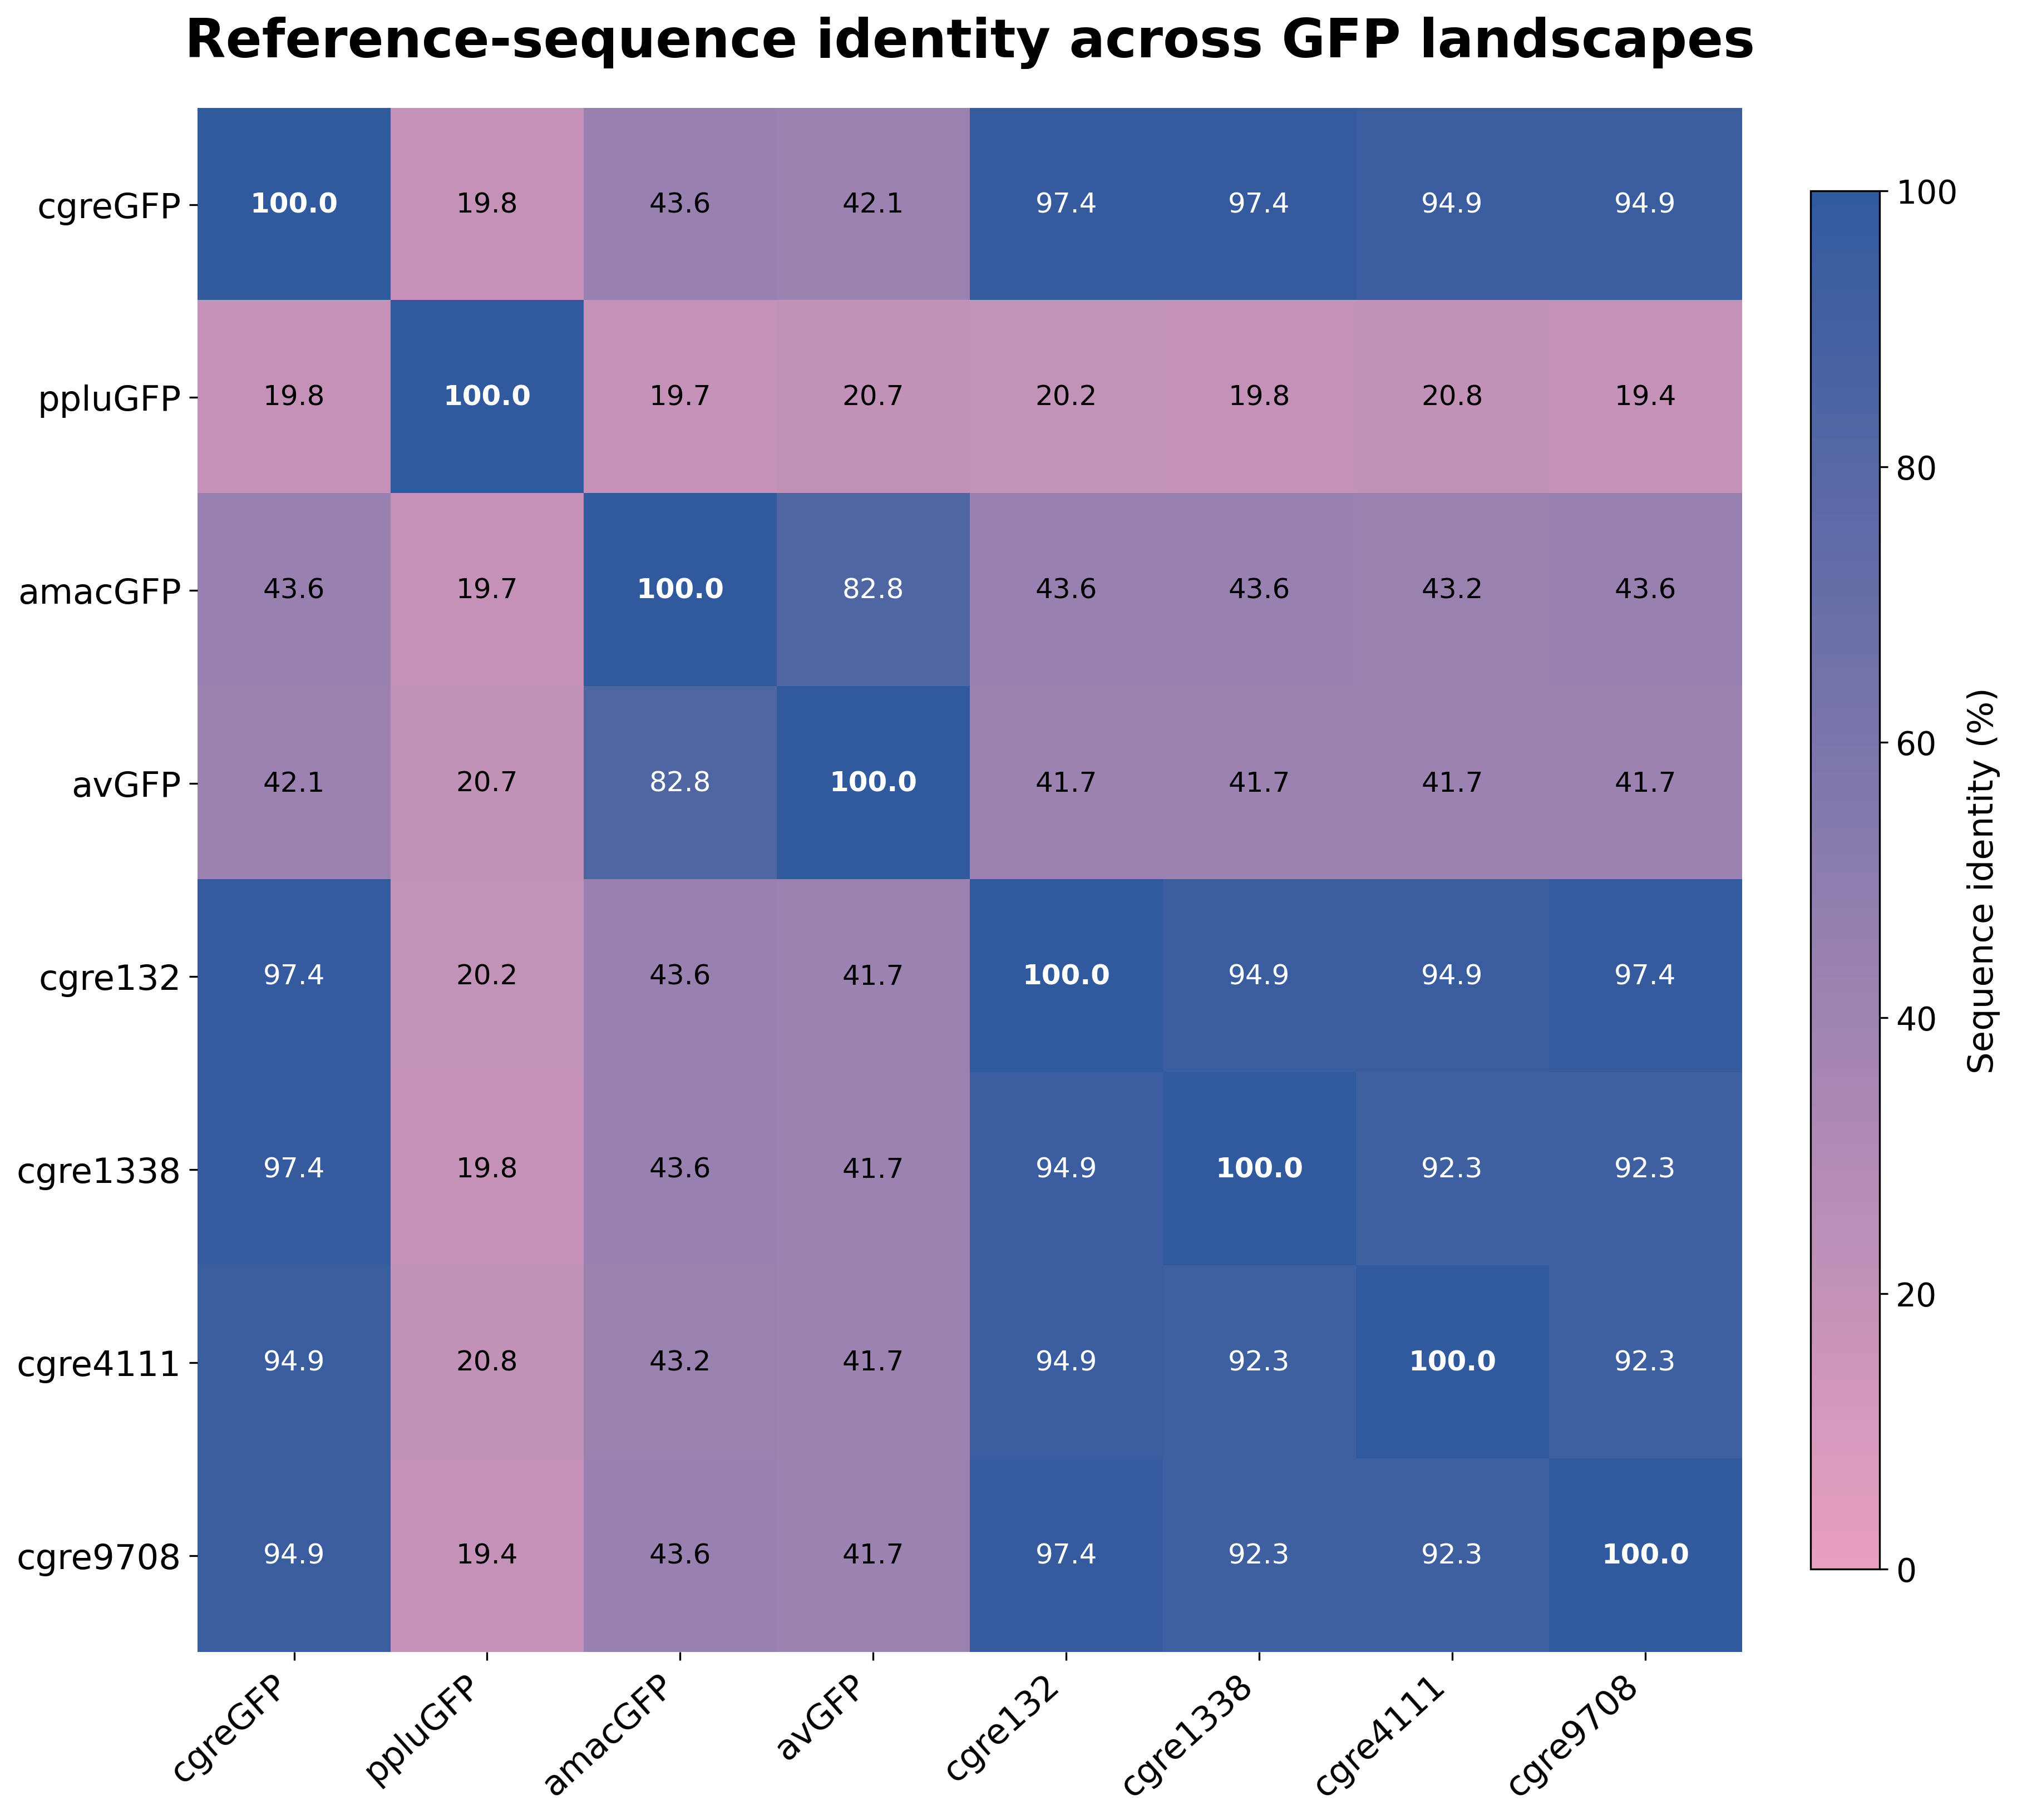 Reference-sequence identity across GFP landscapes
cgreGFP 100.0 19.8 43.6 42.1 97.4 97.4 94.9 94.9
ppluGFP 19.8 100.0 19.7 20.7 20.2 19.8 20.8 19.4
amacGFP 43.6 19.7 100.0 82.8 43.6 43.6 43.2 43.6
avGFP 42.1 20.7 82.8 100.0 41.7 41.7 41.7 41.7
cgre132 97.4 20.2 43.6 41.7 100.0 94.9 94.9 97.4
cgre1338 97.4 19.8 43.6 41.7 94.9 100.0 92.3 92.3
cgre4111 94.9 20.8 43.2 41.7 94.9 92.3 100.0 92.3
cgre9708 94.9 19.4 43.6 41.7 97.4 92.3 92.3 100.0
cgreGFP ppluGFP amacGFP avGFP cgre132 cgre1338 cgre4111 cgre9708
100
80
60
40
20
0
Sequence identity (%)